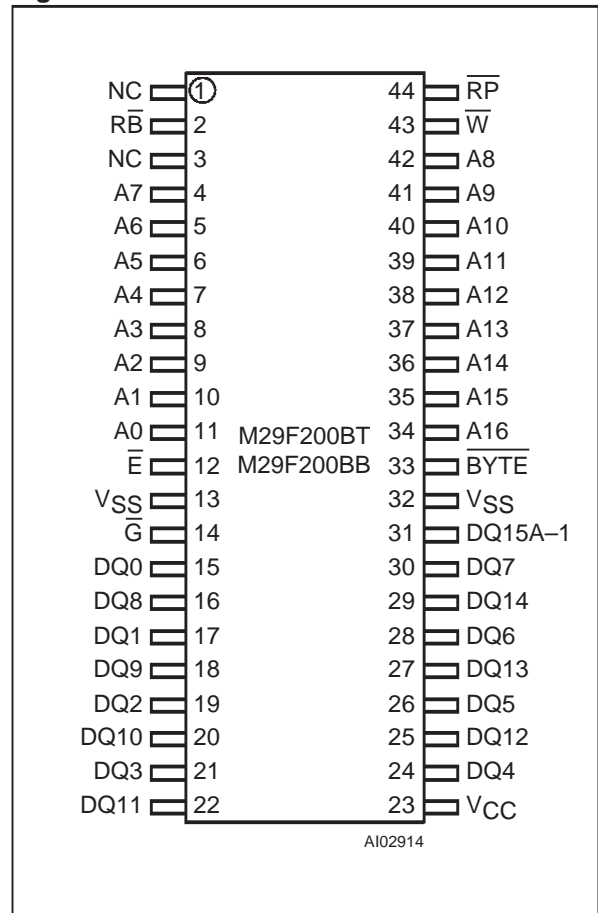 NC 1 44 R̅P̅
RB̅ 2 43 W̅
NC 3 42 A8
A7 4 41 A9
A6 5 40 A10
A5 6 39 A11
A4 7 38 A12
A3 8 37 A13
A2 9 36 A14
A1 10 35 A15
A0 11 M29F200BT 34 A16
E̅ 12 M29F200BB 33 B̅Y̅T̅E̅
VSS 13 32 VSS
G̅ 14 31 DQ15A–1
DQ0 15 30 DQ7
DQ8 16 29 DQ14
DQ1 17 28 DQ6
DQ9 18 27 DQ13
DQ2 19 26 DQ5
DQ10 20 25 DQ12
DQ3 21 24 DQ4
DQ11 22 23 VCC
AI02914